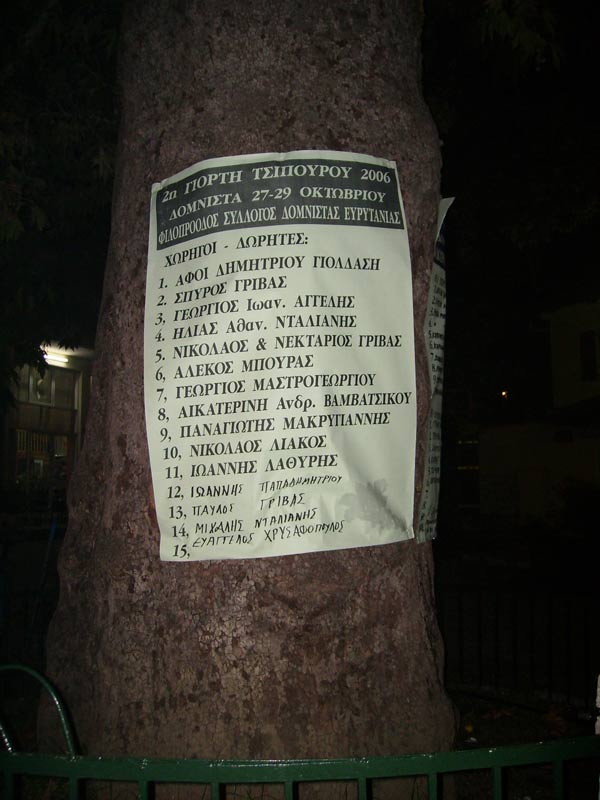 2η ΓΙΟΡΤΗ ΤΣΙΠΟΥΡΟΥ 2006
ΔΟΜΝΙΣΤΑ 27-29 ΟΚΤΩΒΡΙΟΥ
ΦΙΛΟΠΡΟΟΔΟΣ ΣΥΛΛΟΓΟΣ ΔΟΜΝΙΣΤΑΣ ΕΥΡΥΤΑΝΙΑΣ
ΧΩΡΗΓΟΙ - ΔΩΡΗΤΕΣ:
1. ΑΦΟΙ ΔΗΜΗΤΡΙΟΥ ΓΙΟΛΔΑΣΗ
2. ΣΠΥΡΟΣ ΓΡΙΒΑΣ
3, ΓΕΩΡΓΙΟΣ Ιωαν. ΑΓΓΕΛΗΣ
4. ΗΛΙΑΣ Αθαν. ΝΤΑΛΙΑΝΗΣ
5. ΝΙΚΟΛΑΟΣ & ΝΕΚΤΑΡΙΟΣ ΓΡΙΒΑΣ
6, ΑΛΕΚΟΣ ΜΠΟΥΡΑΣ
7, ΓΕΩΡΓΙΟΣ ΜΑΣΤΡΟΓΕΩΡΓΙΟΥ
8, ΑΙΚΑΤΕΡΙΝΗ Ανδρ. ΒΑΜΒΑΤΣΙΚΟΥ
9, ΠΑΝΑΓΙΩΤΗΣ ΜΑΚΡΥΓΙΑΝΝΗΣ
10, ΝΙΚΟΛΑΟΣ ΛΙΑΚΟΣ
11, ΙΩΑΝΝΗΣ ΛΑΘΥΡΗΣ
12, ΙΩΑΝΝΗΣ ΠΑΠΑΔΗΜΗΤΡΙΟΥ
13, ΠΑΥΛΟΣ ΓΡΙΒΑΣ
14, ΜΙΧΑΛΗΣ ΝΤΑΛΙΑΝΗΣ
15, ΕΥΑΓΓΕΛΟΣ ΧΡΥΣΑΦΟΠΟΥΛΟΣ